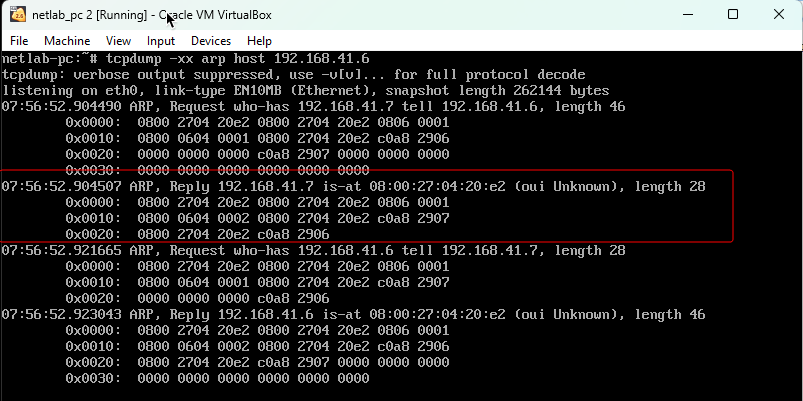 netlab_pc 2 [Running] - Oracle VM VirtualBox
File Machine View Input Devices Help
netlab-pc:~# tcpdump -xx arp host 192.168.41.6
tcpdump: verbose output suppressed, use -v[v]... for full protocol decode
listening on eth0, link-type EN10MB (Ethernet), snapshot length 262144 bytes
07:56:52.904490 ARP, Request who-has 192.168.41.7 tell 192.168.41.6, length 46
0x0000: 0800 2704 20e2 0800 2704 20e2 0806 0001
0x0010: 0800 0604 0001 0800 2704 20e2 c0a8 2906
0x0020: 0000 0000 0000 c0a8 2907 0000 0000 0000
0x0030: 0000 0000 0000 0000 0000 0000
07:56:52.904507 ARP, Reply 192.168.41.7 is-at 08:00:27:04:20:e2 (oui Unknown), length 28
0x0000: 0800 2704 20e2 0800 2704 20e2 0806 0001
0x0010: 0800 0604 0002 0800 2704 20e2 c0a8 2907
0x0020: 0800 2704 20e2 c0a8 2906
07:56:52.921665 ARP, Request who-has 192.168.41.6 tell 192.168.41.7, length 28
0x0000: 0800 2704 20e2 0800 2704 20e2 0806 0001
0x0010: 0800 0604 0001 0800 2704 20e2 c0a8 2907
0x0020: 0000 0000 0000 c0a8 2906
07:56:52.923043 ARP, Reply 192.168.41.6 is-at 08:00:27:04:20:e2 (oui Unknown), length 46
0x0000: 0800 2704 20e2 0800 2704 20e2 0806 0001
0x0010: 0800 0604 0002 0800 2704 20e2 c0a8 2906
0x0020: 0800 2704 20e2 c0a8 2907 0000 0000 0000
0x0030: 0000 0000 0000 0000 0000 0000